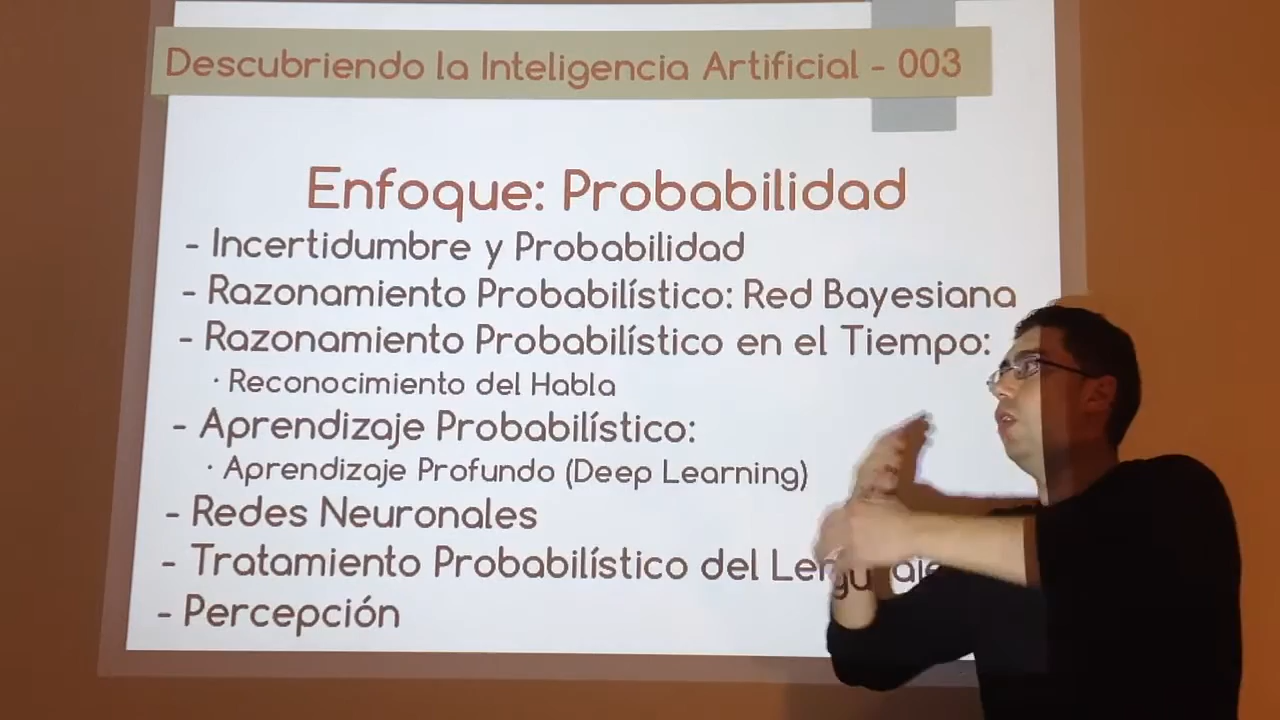 Descubriendo la Inteligencia Artificial - 003
Enfoque: Probabilidad
- Incertidumbre y Probabilidad
- Razonamiento Probabilístico: Red Bayesiana
- Razonamiento Probabilístico en el Tiempo:
· Reconocimiento del Habla
- Aprendizaje Probabilístico:
· Aprendizaje Profundo (Deep Learning)
- Redes Neuronales
- Tratamiento Probabilístico del Lenguaje
- Percepción